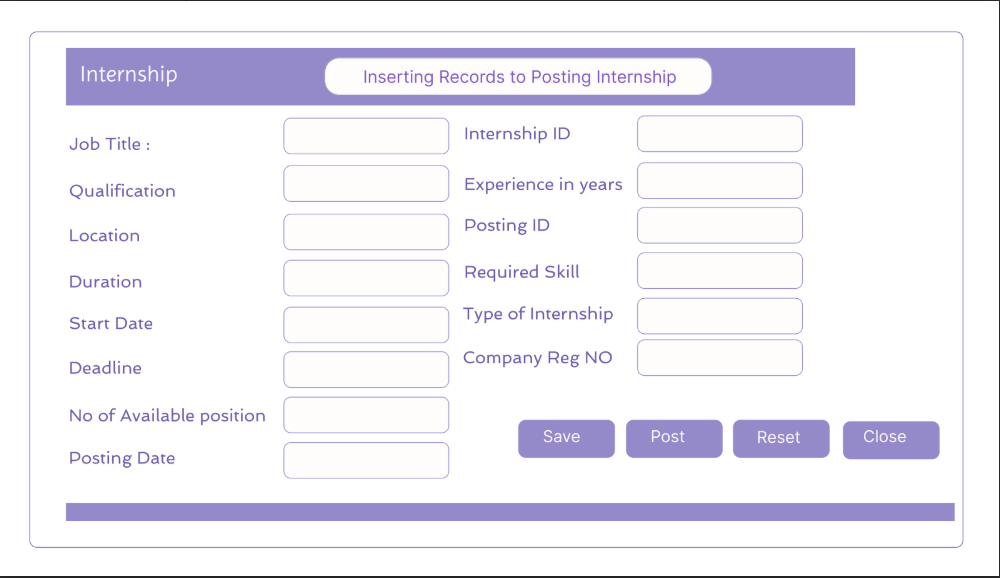 Internship
Inserting Records to Posting Internship
Job Title :
Internship ID
Qualification
Experience in years
Location
Posting ID
Duration
Required Skill
Start Date
Type of Internship
Deadline
Company Reg NO
No of Available position
Posting Date
Save
Post
Reset
Close